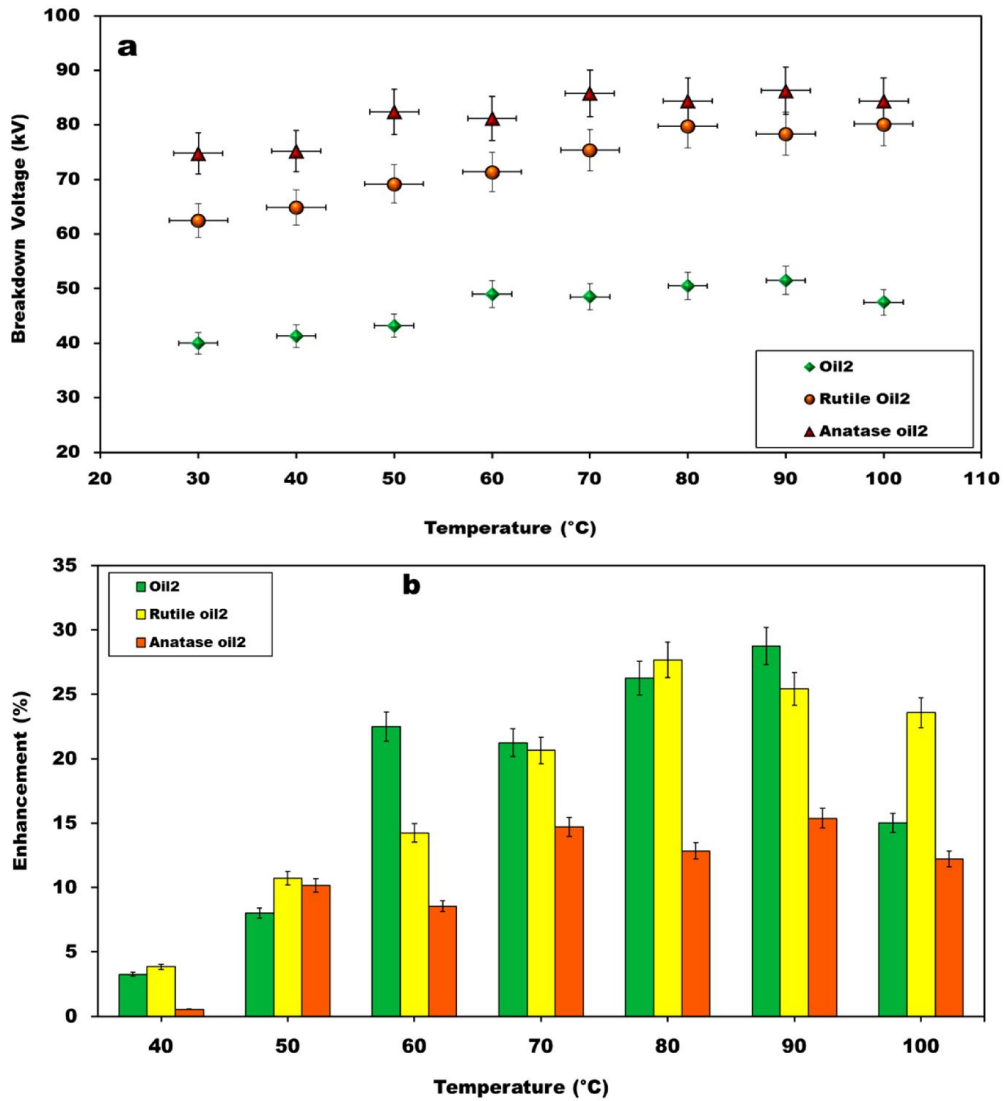 a
Breakdown Voltage (kV)
100
90
80
70
60
50
40
30
20
Oil2
Rutile Oil2
Anatase oil2
20 30 40 50 60 70 80 90 100 110
Temperature (°C)
b
Enhancement (%)
35
30
25
20
15
10
5
0
Oil2
Rutile oil2
Anatase oil2
40 50 60 70 80 90 100
Temperature (°C)